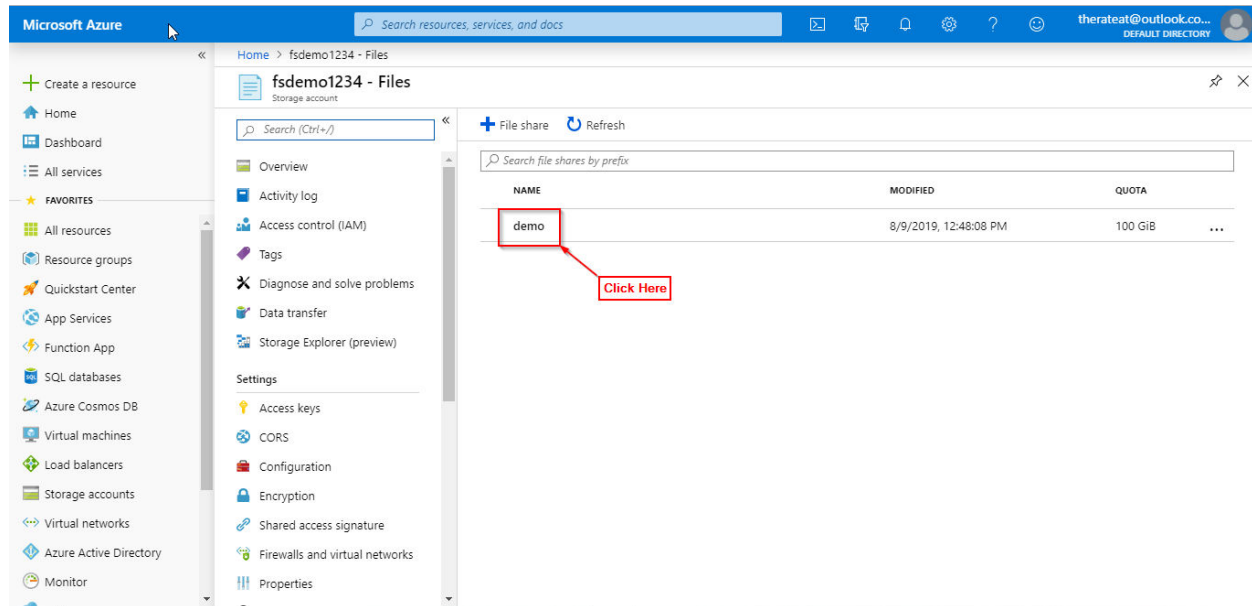 Microsoft Azure
Search resources, services, and docs
therateat@outlook.co...
DEFAULT DIRECTORY
Create a resource
Home
Dashboard
All services
FAVORITES
All resources
Resource groups
Quickstart Center
App Services
Function App
SQL databases
Azure Cosmos DB
Virtual machines
Load balancers
Storage accounts
Virtual networks
Azure Active Directory
Monitor
Home > fsdemo1234 - Files
fsdemo1234 - Files
Storage account
Search (Ctrl+/)
Overview
Activity log
Access control (IAM)
Tags
Diagnose and solve problems
Data transfer
Storage Explorer (preview)
Settings
Access keys
CORS
Configuration
Encryption
Shared access signature
Firewalls and virtual networks
Properties
File share Refresh
Search file shares by prefix
NAME MODIFIED QUOTA
demo 8/9/2019, 12:48:08 PM 100 GiB ...
Click Here